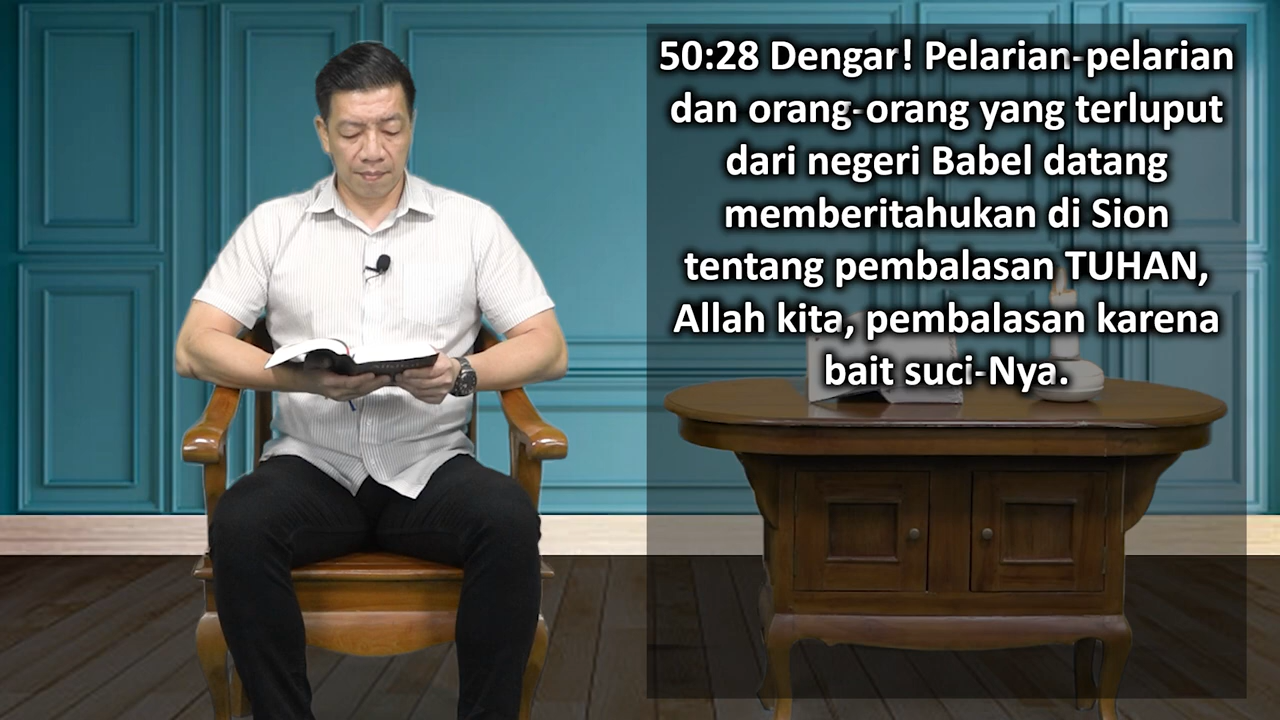 50:28 Dengar! Pelarian-pelarian
dan orang-orang yang terluput
dari negeri Babel datang
memberitahukan di Sion
tentang pembalasan TUHAN,
Allah kita, pembalasan karena
bait suci-Nya.